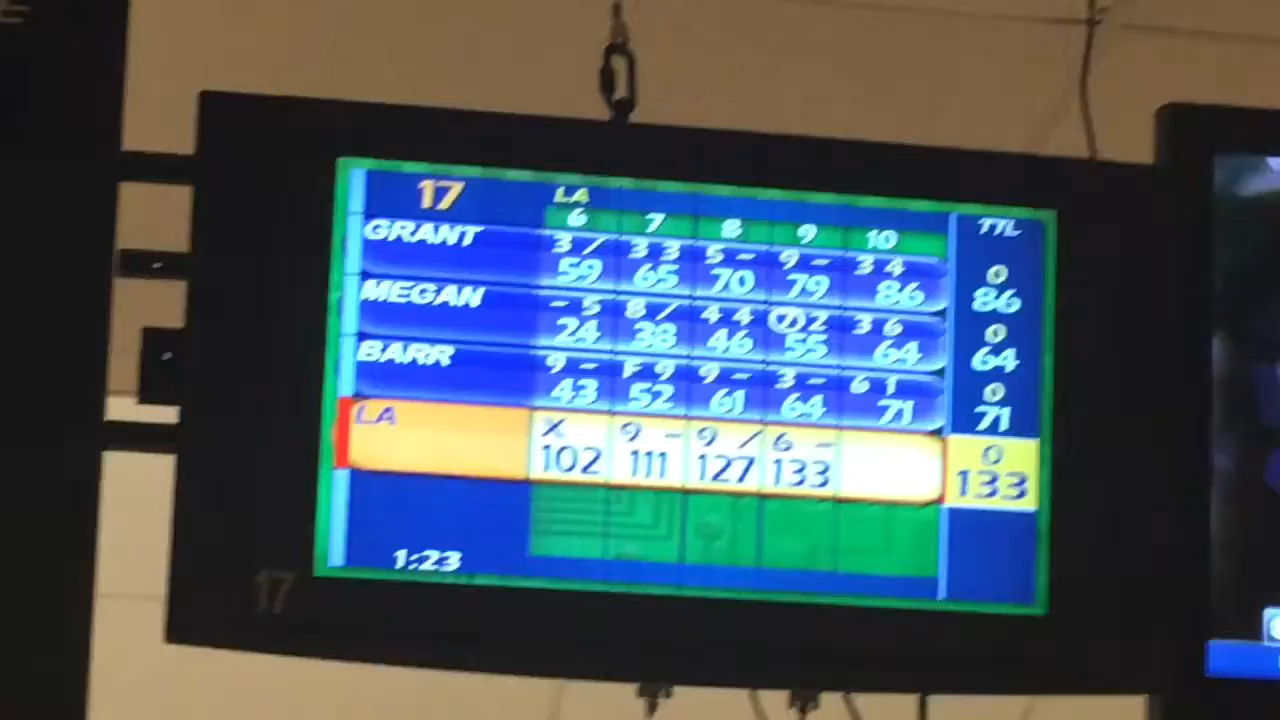 17 LA
6 7 8 9 10 TTL
GRANT 3 / 3 3 5 - 9 - 3 4 0
59 65 70 79 86 86
MEGAN - 5 8 / 4 4 7 2 3 6 0
24 38 46 55 64 64
BARR 9 - F 9 9 - 3 - 6 1 0
43 52 61 64 71 71
LA X 9 - 9 / 6 - 0
102 111 127 133 133
1:23
17